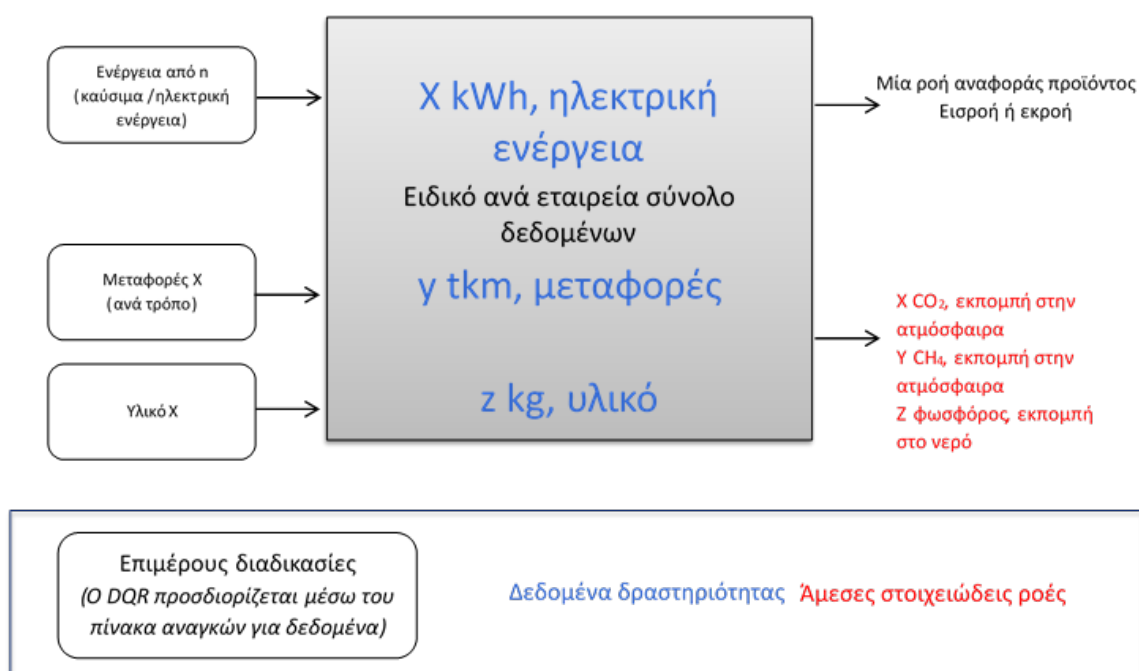 Ενέργεια από n
(καύσιμα /ηλεκτρική
ενέργεια)
X kWh, ηλεκτρική
ενέργεια
Ειδικό ανά εταιρεία σύνολο
δεδομένων
y tkm, μεταφορές
z kg, υλικό
Μία ροή αναφοράς προϊόντος
Εισροή ή εκροή
Μεταφορές X
(ανά τρόπο)
Υλικό X
X CO₂, εκπομπή στην
ατμόσφαιρα
Y CH₄, εκπομπή στην
ατμόσφαιρα
Z φωσφόρος, εκπομπή
στο νερό
Επιμέρους διαδικασίες
(Ο DQR προσδιορίζεται μέσω του
πίνακα αναγκών για δεδομένα)
Δεδομένα δραστηριότητας Άμεσες στοιχειώδεις ροές